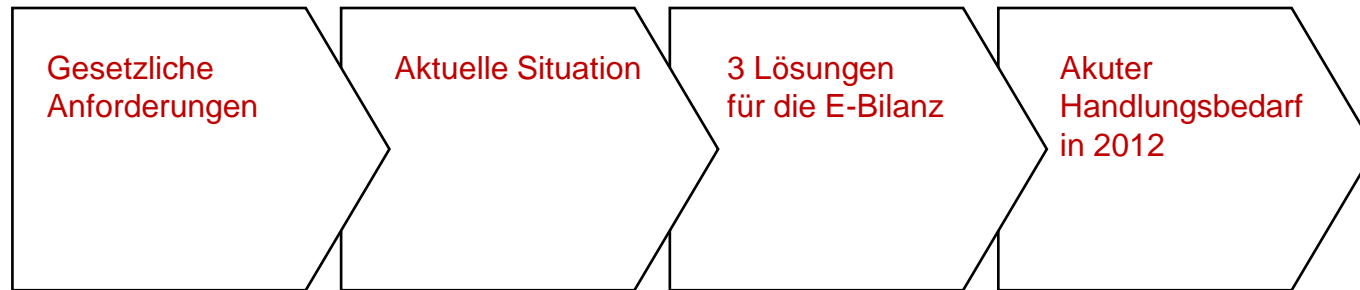 Gesetzliche
Anforderungen
Aktuelle Situation
3 Lösungen
für die E-Bilanz
Akuter
Handlungsbedarf
in 2012